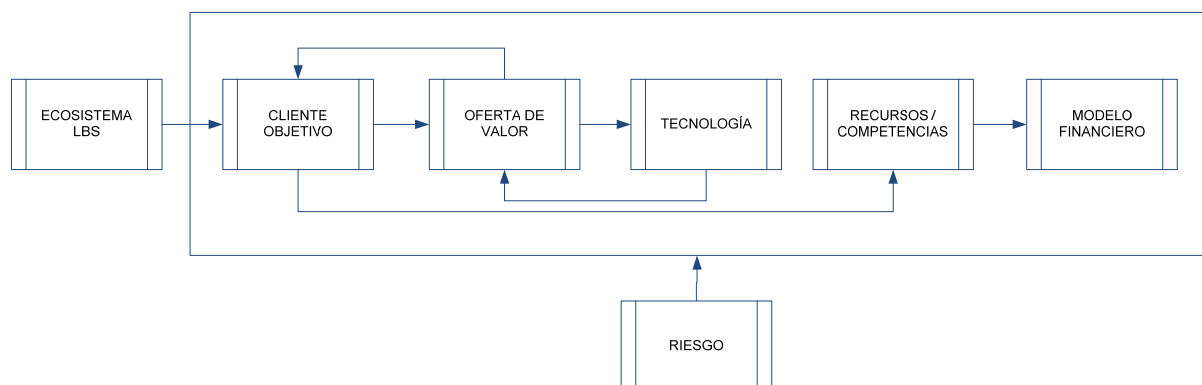 ECOSISTEMA
LBS
CLIENTE
OBJETIVO
OFERTA DE
VALOR
TECNOLOGÍA
RECURSOS /
COMPETENCIAS
MODELO
FINANCIERO
RIESGO